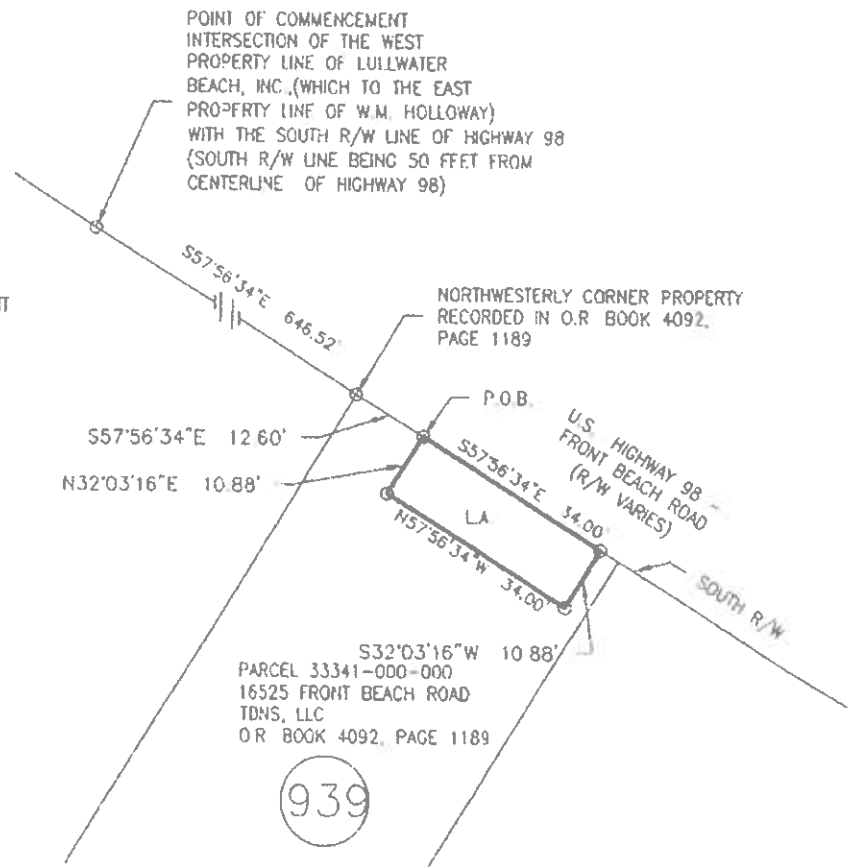 POINT OF COMMENCEMENT
INTERSECTION OF THE WEST
PROPERTY LINE OF LULLWATER
BEACH, INC.,(WHICH TO THE EAST
PROPERTY LINE OF W.M. HOLLOWAY)
WITH THE SOUTH R/W LINE OF HIGHWAY 98
(SOUTH R/W LINE BEING 50 FEET FROM
CENTERLINE OF HIGHWAY 98)
S57°56'34"E 646.52'
NORTHWESTERLY CORNER PROPERTY
RECORDED IN O.R BOOK 4092,
PAGE 1189
P.O.B.
S57°56'34"E 12.60'
N32°03'16"E 10.88'
U.S. HIGHWAY 98 -
FRONT BEACH ROAD
(R/W VARIES)
S57°56'34"E 34.00'
L.A
N57°56'34"W 34.00'
SOUTH R/W
S32°03'16"W 10.88'
PARCEL 33341-000-000
16525 FRONT BEACH ROAD
TDNS, LLC
O R BOOK 4092, PAGE 1189
939